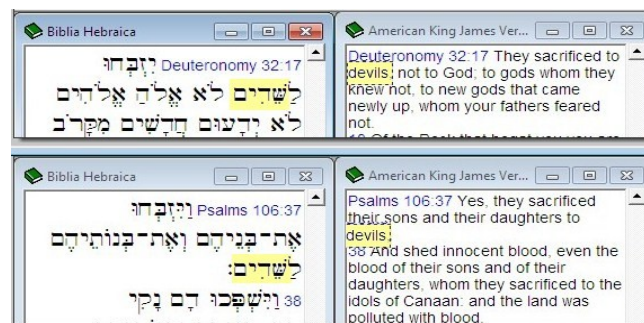 Biblia Hebraica
Deuteronomy 32:17 יִזְבְּחוּ
לַשֵּׁדִים לֹא אֱלֹהַ אֱלֹהִים
לֹא יְדָעוּם חֲדָשִׁים מִקָּרֹב
American King James Ver...
Deuteronomy 32:17 They sacrificed to
devils, not to God; to gods whom they
knew not, to new gods that came
newly up, whom your fathers feared
not.
Biblia Hebraica
Psalms 106:37 וַיִּזְבְּחוּ
אֶת־בְּנֵיהֶם וְאֶת־בְּנוֹתֵיהֶם
לַשֵּׁדִים׃
38 וַיִּשְׁפְּכוּ דָם נָקִי
American King James Ver...
Psalms 106:37 Yes, they sacrificed
their sons and their daughters to
devils,
38 And shed innocent blood, even the
blood of their sons and of their
daughters, whom they sacrificed to the
idols of Canaan: and the land was
polluted with blood.